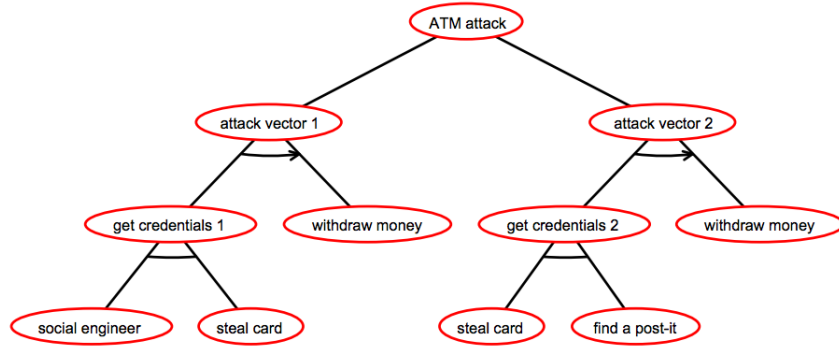 ATM attack
attack vector 1
attack vector 2
get credentials 1
withdraw money
get credentials 2
withdraw money
social engineer
steal card
steal card
find a post-it